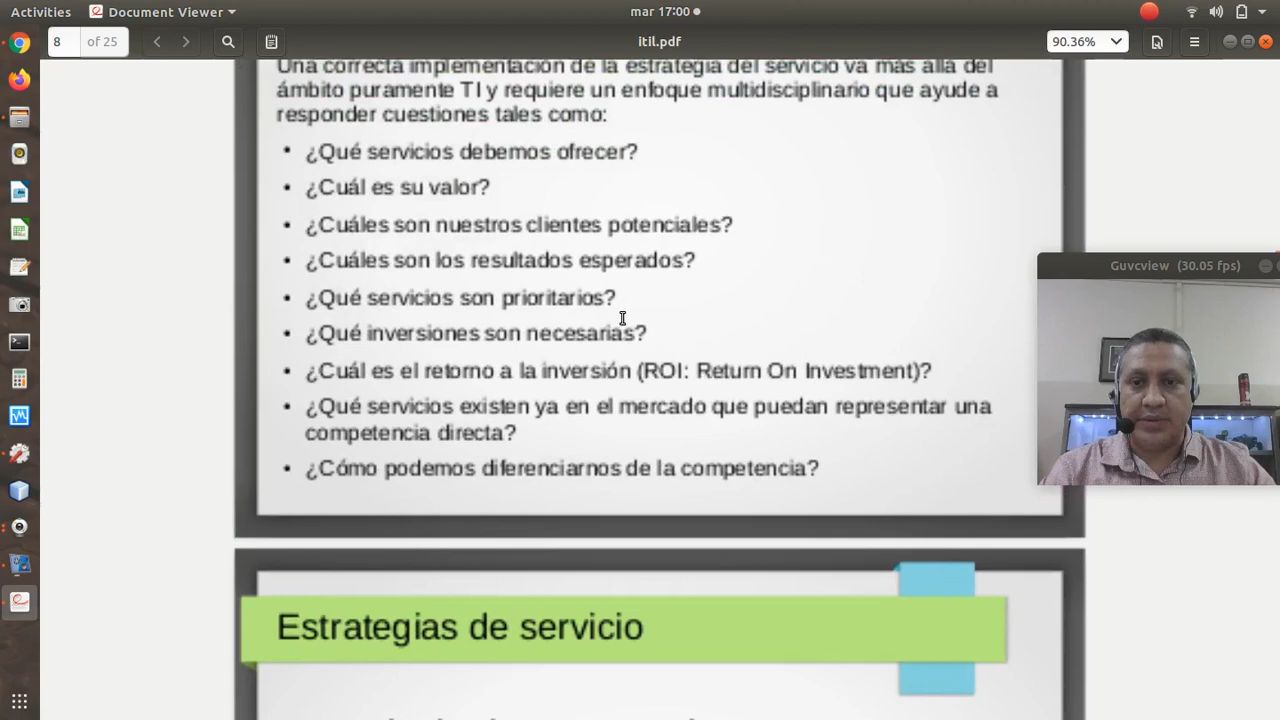 Activities
Document Viewer
mar 17:00
8
of 25
itil.pdf
90.36%
Una correcta implementación de la estrategia del servicio va más allá del
ámbito puramente TI y requiere un enfoque multidisciplinario que ayude a
responder cuestiones tales como:
• ¿Qué servicios debemos ofrecer?
• ¿Cuál es su valor?
• ¿Cuáles son nuestros clientes potenciales?
• ¿Cuáles son los resultados esperados?
• ¿Qué servicios son prioritarios?
• ¿Qué inversiones son necesarias?
• ¿Cuál es el retorno a la inversión (ROI: Return On Investment)?
• ¿Qué servicios existen ya en el mercado que puedan representar una
competencia directa?
• ¿Cómo podemos diferenciarnos de la competencia?
Guvcview (30.05 fps)
Estrategias de servicio